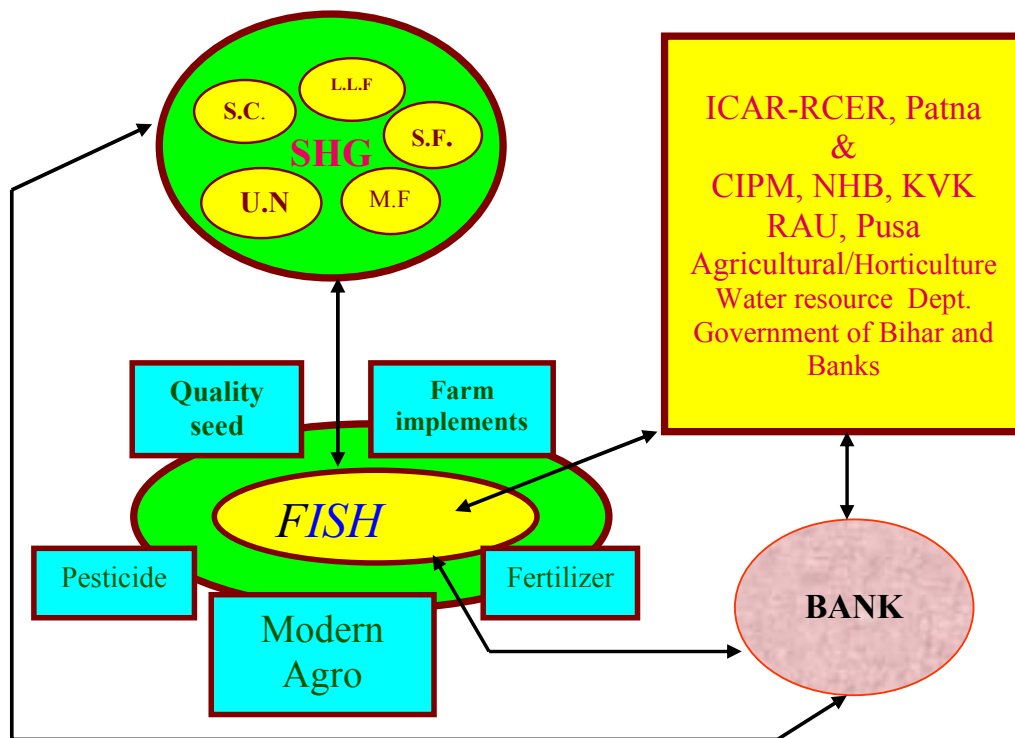 L.L.F
S.C.
S.F.
SHG
U.N
M.F
ICAR-RCER, Patna
&
CIPM, NHB, KVK
RAU, Pusa
Agricultural/Horticulture
Water resource Dept.
Government of Bihar and
Banks
Quality
seed
Farm
implements
FISH
Pesticide
Fertilizer
Modern
Agro
BANK